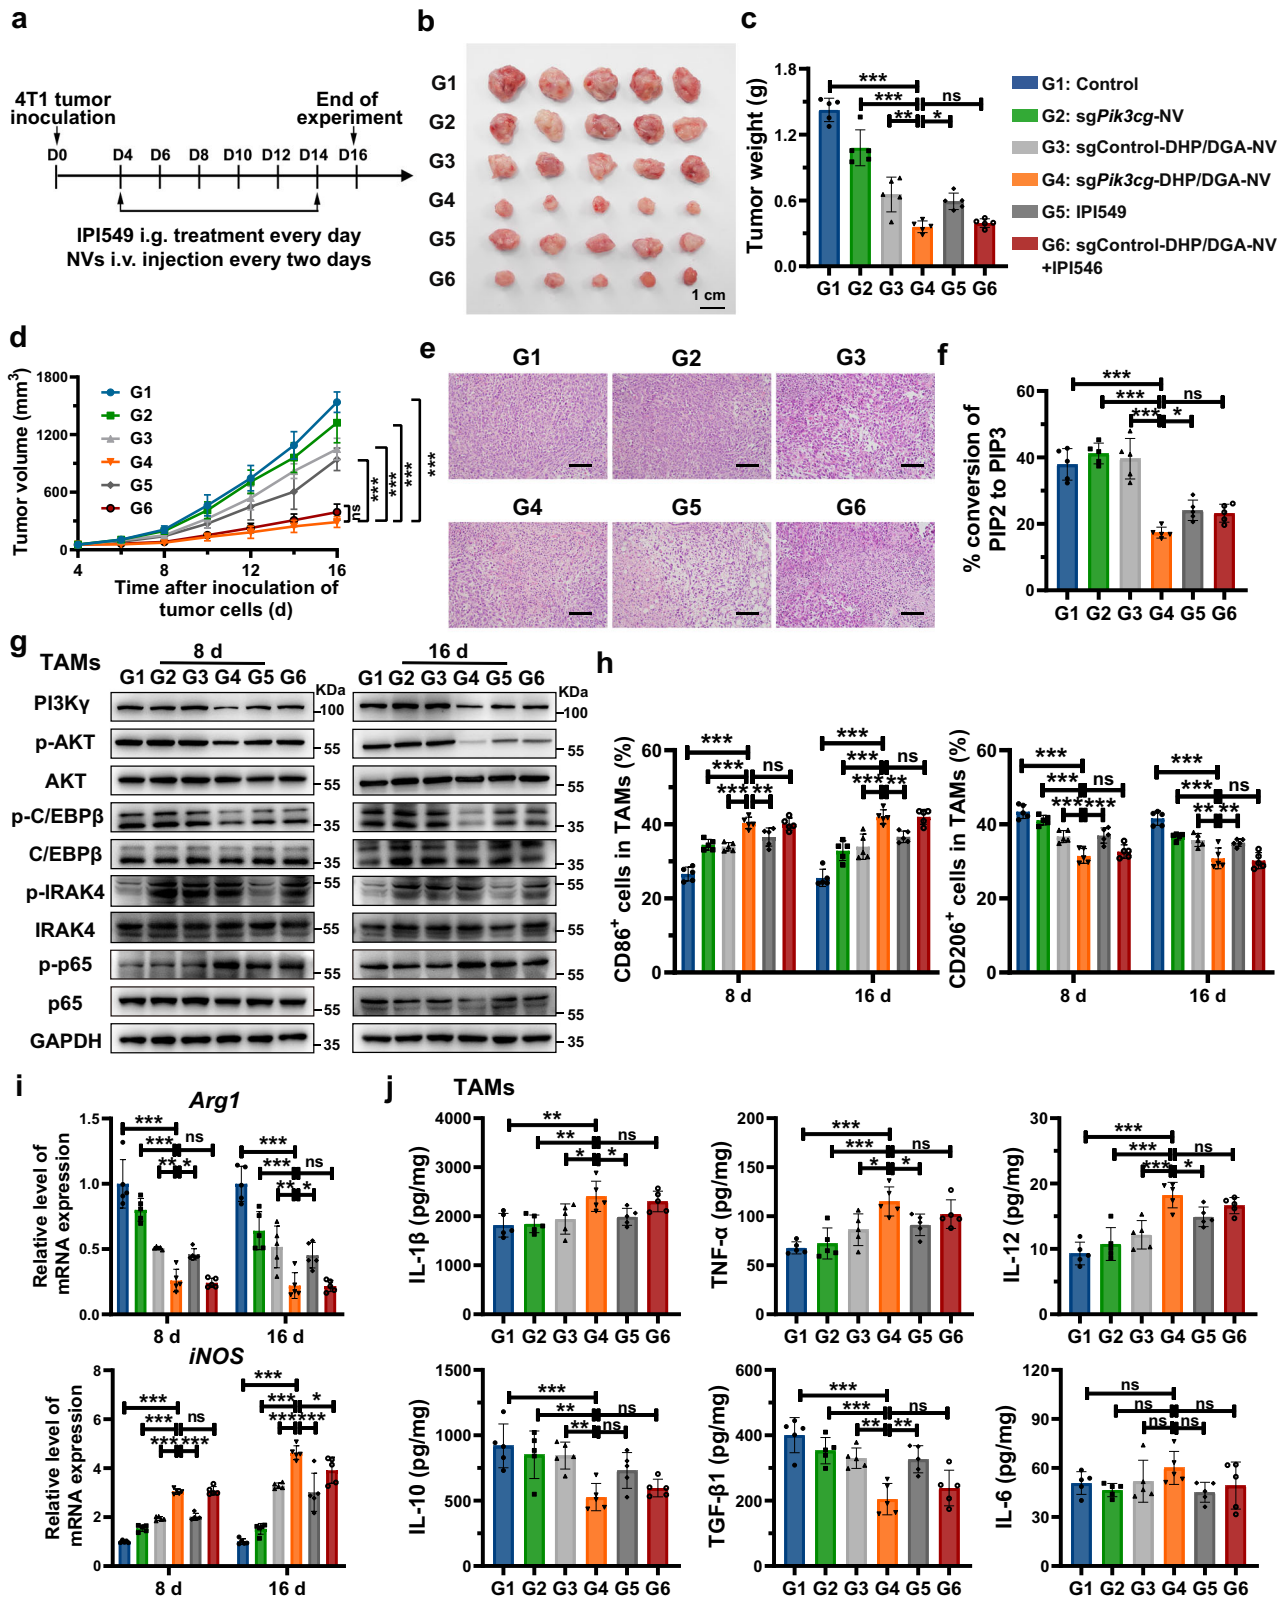 a
4T1 tumor
inoculation
End of
experiment
D0 D4 D6 D8 D10 D12 D14 D16
IPI549 i.g. treatment every day
NVs i.v. injection every two days
b
G1
G2
G3
G4
G5
G6
1 cm
c
Tumor weight (g)
1.8
1.2
0.6
0.0
*** *** ns ** *
G1 G2 G3 G4 G5 G6
G1: Control
G2: sgPik3cg-NV
G3: sgControl-DHP/DGA-NV
G4: sgPik3cg-DHP/DGA-NV
G5: IPI549
G6: sgControl-DHP/DGA-NV
+IPI546
d
Tumor volume (mm3)
1800
1200
600
0
G1
G2
G3
G4
G5
G6
ns *** *** *** ***
4 6 8 10 12 14 16
Time after inoculation of
tumor cells (d)
e
G1 G2 G3
G4 G5 G6
f
% conversion of
PIP2 to PIP3
60
40
20
0
*** *** ns *** *
G1 G2 G3 G4 G5 G6
g
TAMs 8 d 16 d
G1 G2 G3 G4 G5 G6 KDa G1 G2 G3 G4 G5 G6 KDa
PI3Kγ 100 100
p-AKT 55 55
AKT 55 55
p-C/EBPβ 35 35
C/EBPβ 35 35
p-IRAK4 55 55
IRAK4 55 55
p-p65 55 55
p65 55 55
GAPDH 35 35
h
CD86+ cells in TAMs (%)
60
40
20
0
*** *** *** ** ns
*** *** ns *** **
8 d 16 d
CD206+ cells in TAMs (%)
60
40
20
0
*** *** ns *** ***
*** *** ns ** **
8 d 16 d
i
Arg1
Relative level of
mRNA expression
1.5
1.0
0.5
0.0
*** *** ns ** *
*** *** ns ** *
8 d 16 d
iNOS
Relative level of
mRNA expression
8
6
4
2
0
*** *** ns *** ***
*** *** * *** ***
8 d 16 d
j
TAMs
IL-1β (pg/mg)
4000
3000
2000
1000
0
** ** ns * *
G1 G2 G3 G4 G5 G6
TNF-α (pg/mg)
200
150
100
50
0
*** *** ns * *
G1 G2 G3 G4 G5 G6
IL-12 (pg/mg)
30
20
10
0
*** *** ns *** *
G1 G2 G3 G4 G5 G6
IL-10 (pg/mg)
1500
1000
500
0
*** ** ns ** ns
G1 G2 G3 G4 G5 G6
TGF-β1 (pg/mg)
600
400
200
0
*** *** ns ** **
G1 G2 G3 G4 G5 G6
IL-6 (pg/mg)
120
90
60
30
0
ns ns ns ns ns
G1 G2 G3 G4 G5 G6